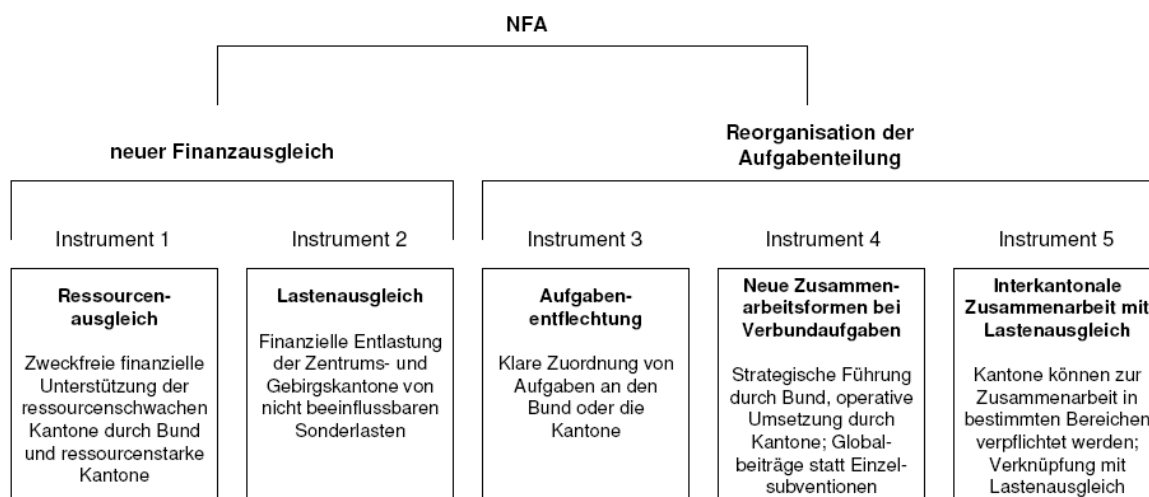 NFA
neuer Finanzausgleich
Reorganisation der
Aufgabenteilung
Instrument 1
Ressourcen-
ausgleich
Zweckfreie finanzielle
Unterstützung der
ressourcenschwachen
Kantone durch Bund
und ressourcenstarke
Kantone
Instrument 2
Lastenausgleich
Finanzielle Entlastung
der Zentrums- und
Gebirgskantone von
nicht beeinflussbaren
Sonderlasten
Instrument 3
Aufgaben-
entflechtung
Klare Zuordnung von
Aufgaben an den
Bund oder die
Kantone
Instrument 4
Neue Zusammen-
arbeitsformen bei
Verbundaufgaben
Strategische Führung
durch Bund, operative
Umsetzung durch
Kantone; Global-
beiträge statt Einzel-
subventionen
Instrument 5
Interkantonale
Zusammenarbeit mit
Lastenausgleich
Kantone können zur
Zusammenarbeit in
bestimmten Bereichen
verpflichtet werden;
Verknüpfung mit
Lastenausgleich